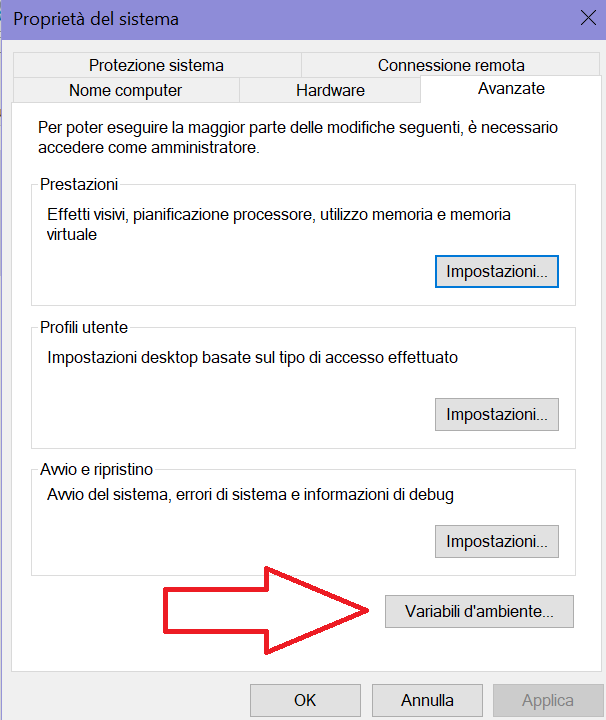 Proprietà del sistema
Protezione sistema
Connessione remota
Nome computer
Hardware
Avanzate
Per poter eseguire la maggior parte delle modifiche seguenti, è necessario
accedere come amministratore.
Prestazioni
Effetti visivi, pianificazione processore, utilizzo memoria e memoria
virtuale
Impostazioni...
Profili utente
Impostazioni desktop basate sul tipo di accesso effettuato
Impostazioni...
Avvio e ripristino
Avvio del sistema, errori di sistema e informazioni di debug
Impostazioni...
Variabili d'ambiente...
OK
Annulla
Applica